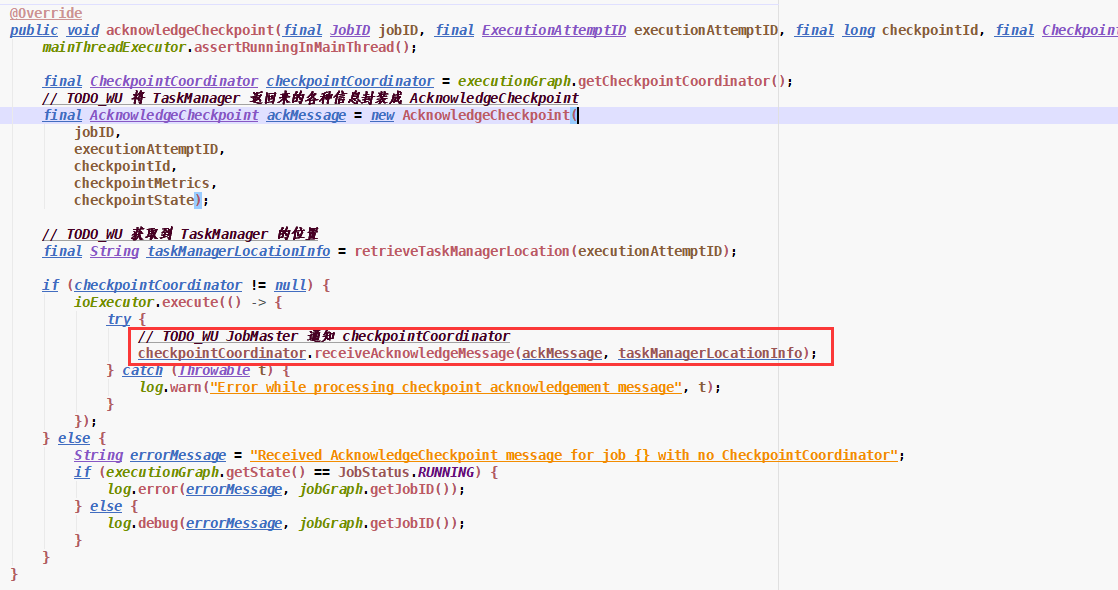 @Override
public void acknowledgeCheckpoint(final JobID jobID, final ExecutionAttemptID executionAttemptID, final long checkpointId, final Checkpoin
mainThreadExecutor.assertRunningInMainThread();
final CheckpointCoordinator checkpointCoordinator = executionGraph.getCheckpointCoordinator();
// TODO_WU 将 TaskManager 返回来的各种信息封装成 AcknowledgeCheckpoint
final AcknowledgeCheckpoint ackMessage = new AcknowledgeCheckpoint(
jobID,
executionAttemptID,
checkpointId,
checkpointMetrics,
checkpointState);
// TODO_WU 获取到 TaskManager 的位置
final String taskManagerLocationInfo = retrieveTaskManagerLocation(executionAttemptID);
if (checkpointCoordinator != null) {
ioExecutor.execute(() -> {
try {
// TODO_WU JobMaster 通知 checkpointCoordinator
checkpointCoordinator.receiveAcknowledgeMessage(ackMessage, taskManagerLocationInfo);
} catch (Throwable t) {
log.warn("Error while processing checkpoint acknowledgement message", t);
}
});
} else {
String errorMessage = "Received AcknowledgeCheckpoint message for job {} with no CheckpointCoordinator";
if (executionGraph.getState() == JobStatus.RUNNING) {
log.error(errorMessage, jobGraph.getJobID());
} else {
log.debug(errorMessage, jobGraph.getJobID());
}
}
}